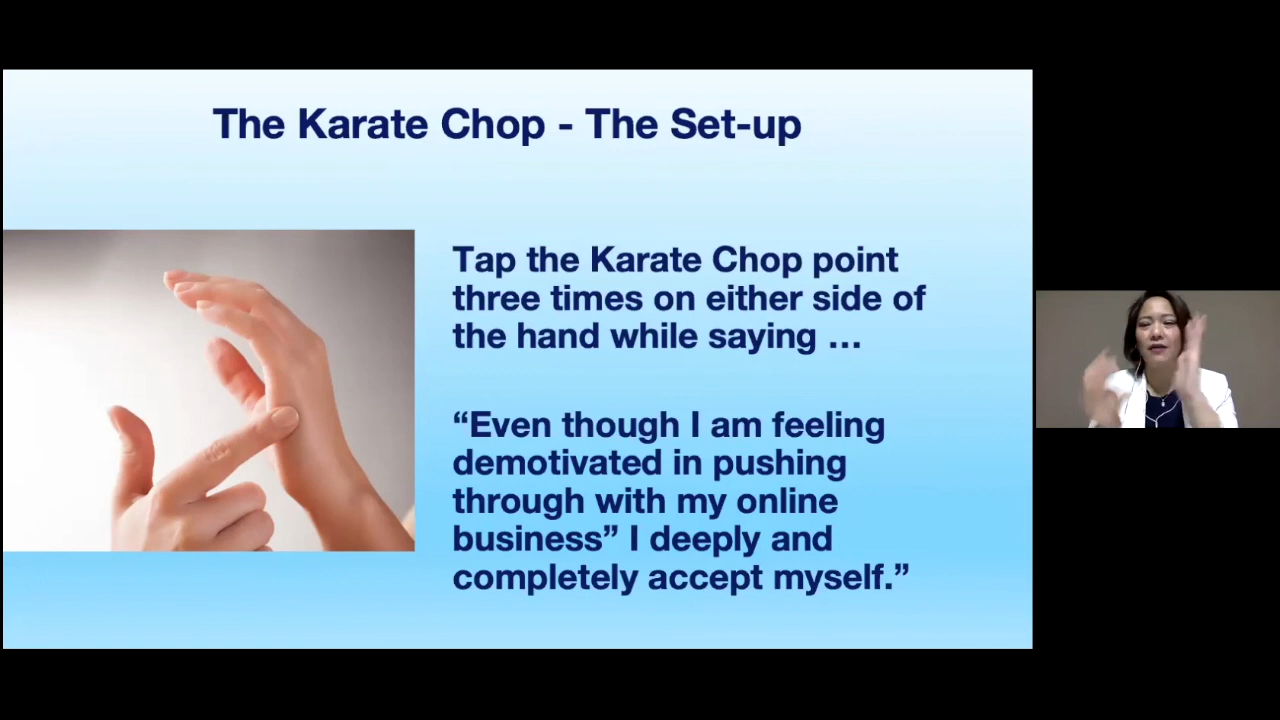 The Karate Chop - The Set-up
Tap the Karate Chop point
three times on either side of
the hand while saying …
“Even though I am feeling
demotivated in pushing
through with my online
business” I deeply and
completely accept myself.”